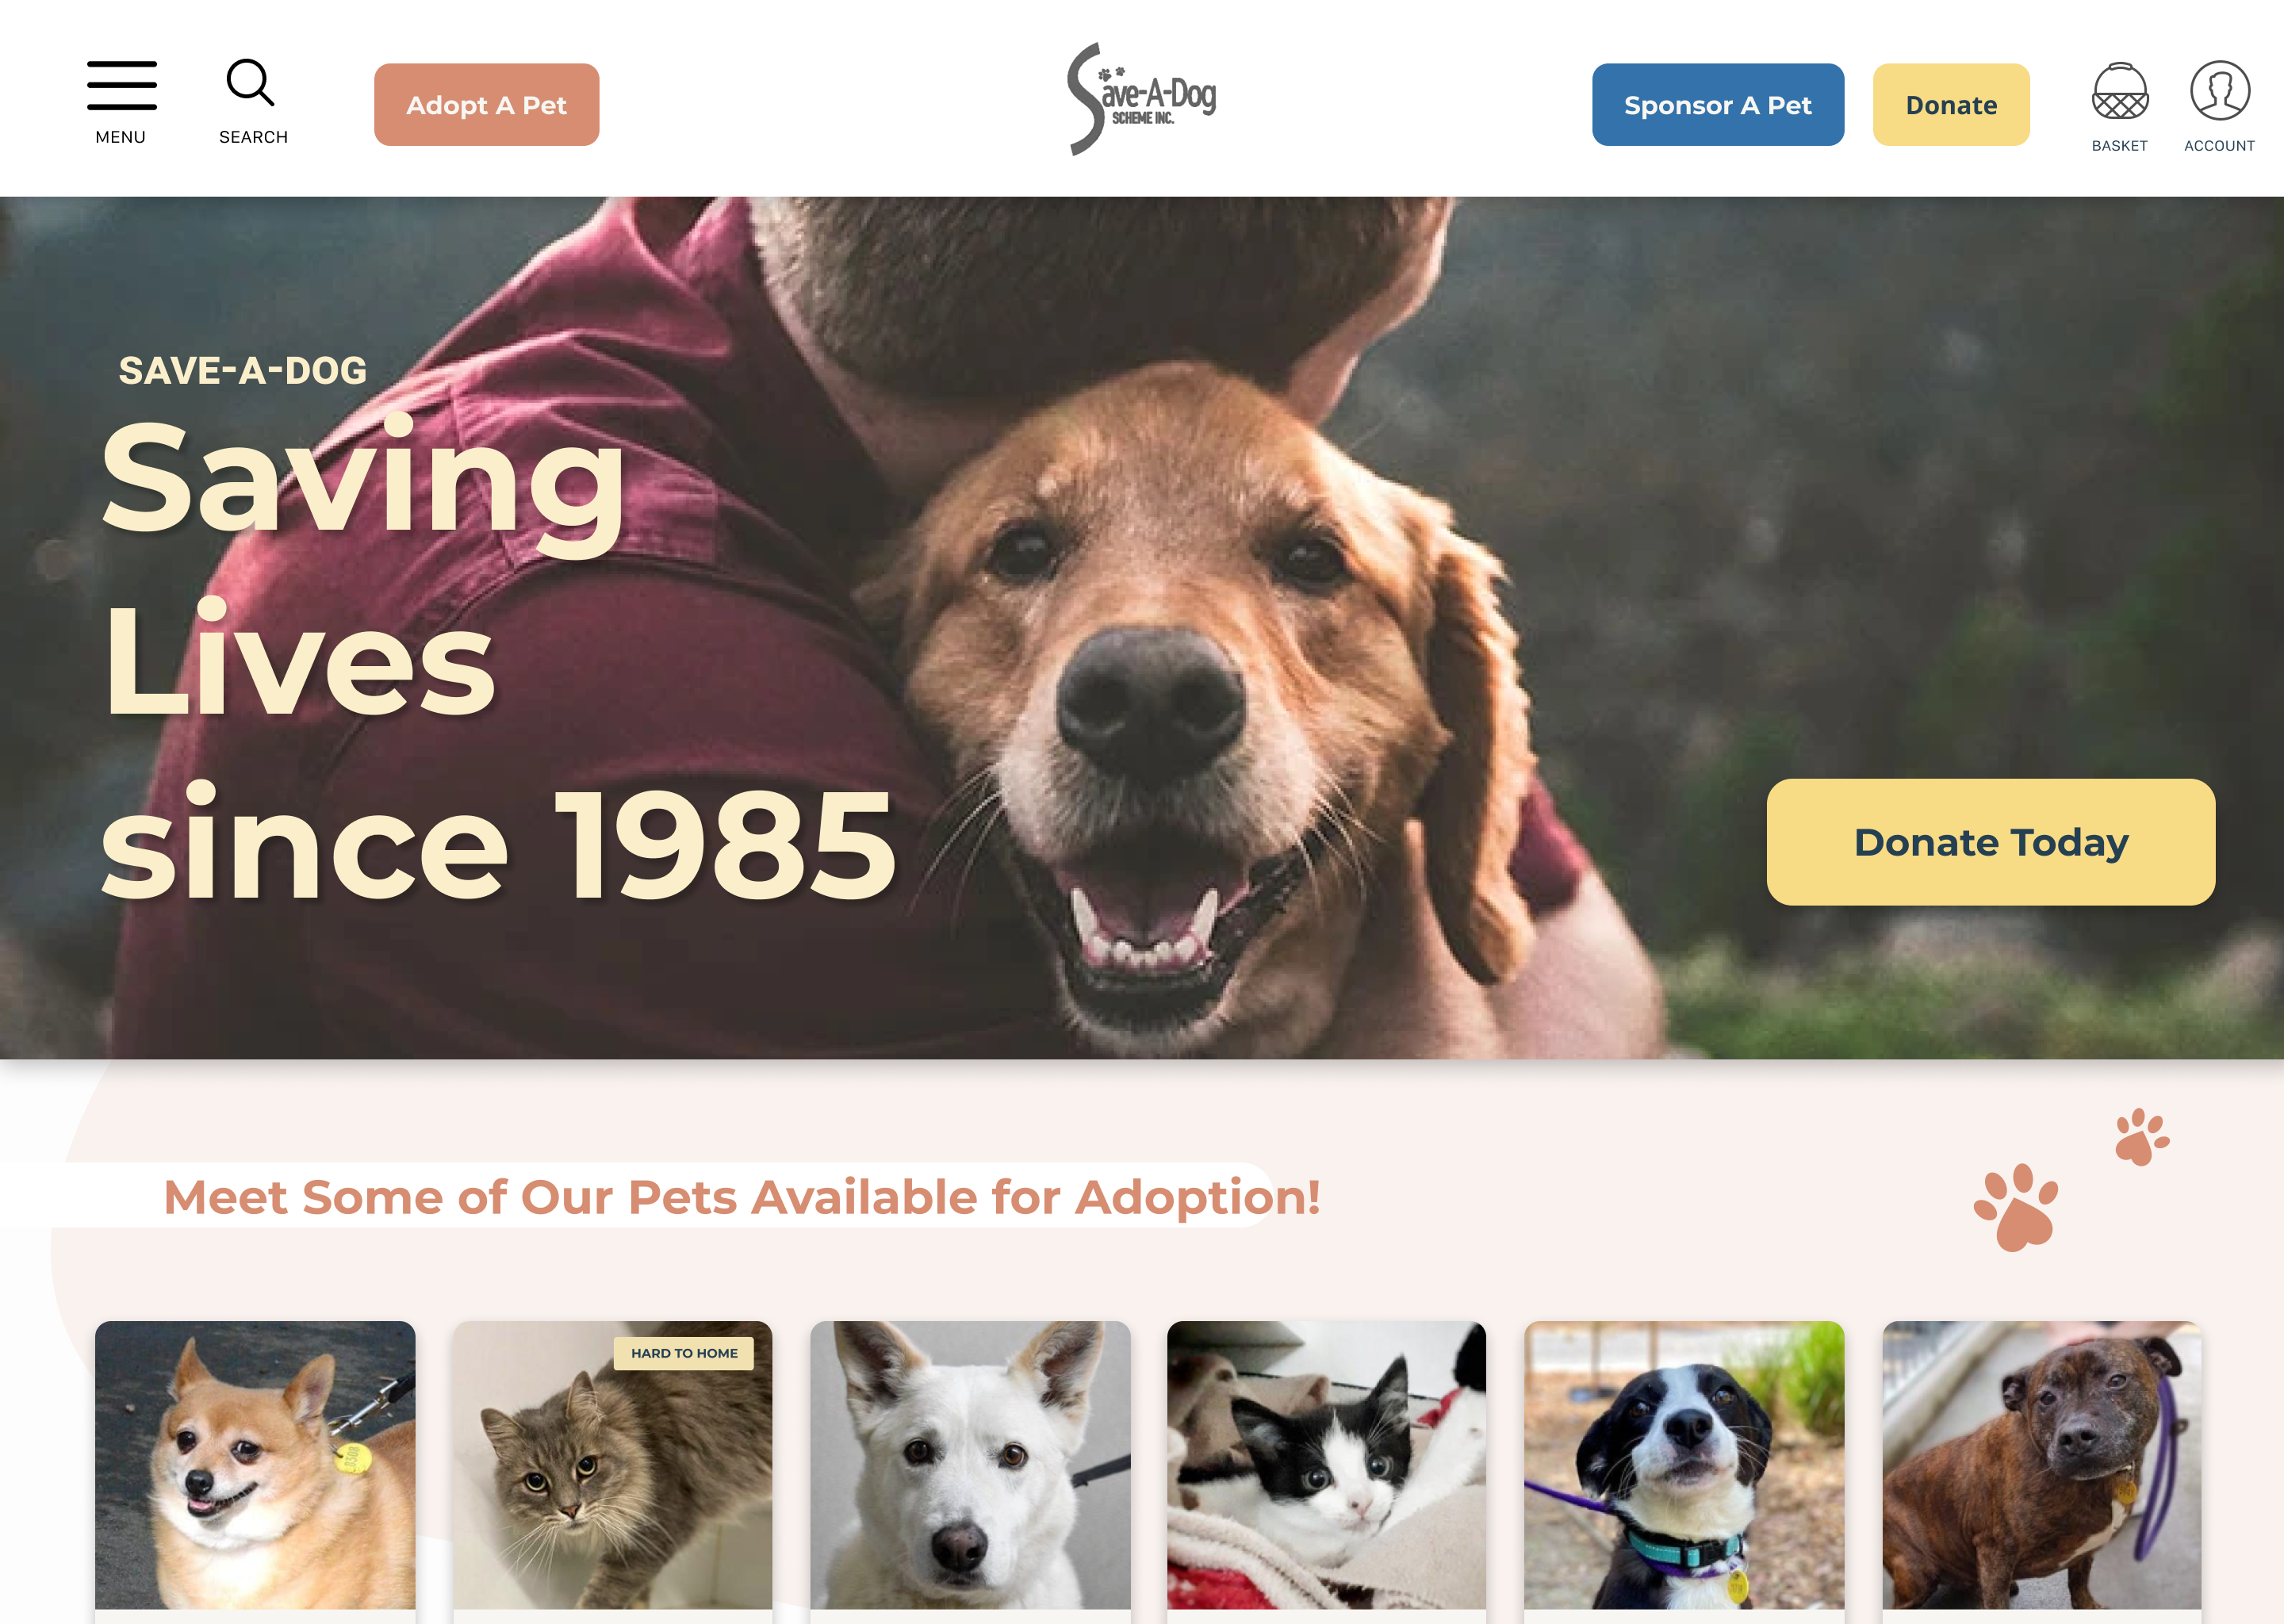 MENU
SEARCH
Adopt A Pet
Save-A-Dog
SCHEME INC.
Sponsor A Pet
Donate
BASKET
ACCOUNT
SAVE-A-DOG
Saving
Lives
since 1985
Donate Today
Meet Some of Our Pets Available for Adoption!
HARD TO HOME